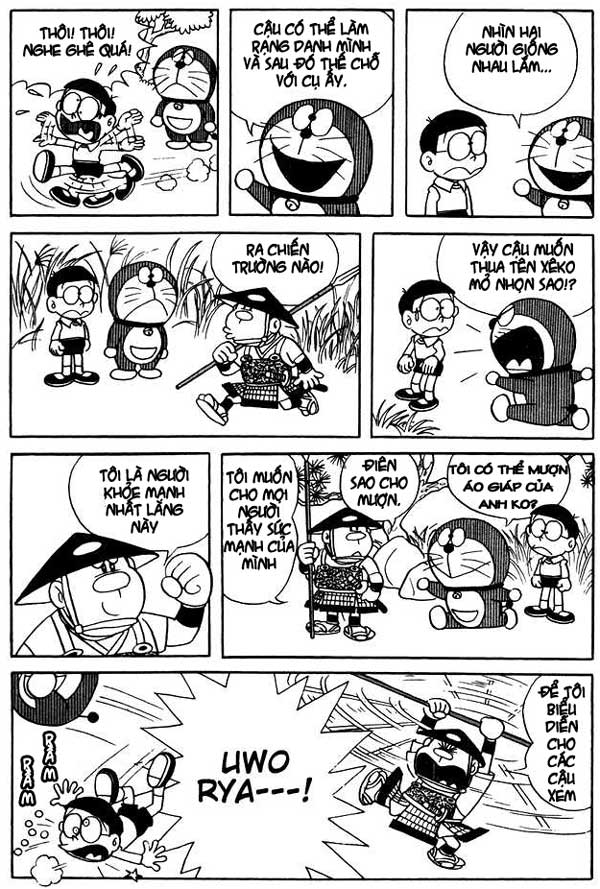 THÔI! THÔI!
NGHE GHÊ QUÁ!
CẬU CÓ THỂ LÀM
RẠNG DANH MÌNH
VÀ SAU ĐÓ THẾ CHỖ
VỚI CỤ ẤY.
NHÌN HAI
NGƯỜI GIỐNG
NHAU LẮM...
RA CHIẾN
TRƯỜNG NÀO!
VẬY CẬU MUỐN
THUA TÊN XÊKO
MỎ NHỌN SAO!?
TÔI LÀ NGƯỜI
KHỎE MẠNH
NHẤT LÀNG
NÀY
TÔI MUỐN
CHO MỌI
NGƯỜI
THẤY SỨC
MẠNH CỦA
MÌNH
ĐIÊN
SAO CHO
MƯỢN.
TÔI CÓ THỂ MƯỢN
ÁO GIÁP CỦA
ANH KO?
UWO
RYA---!
ĐỂ TÔI
BIỂU
DIỄN
CHO
CÁC
CẬU
XEM